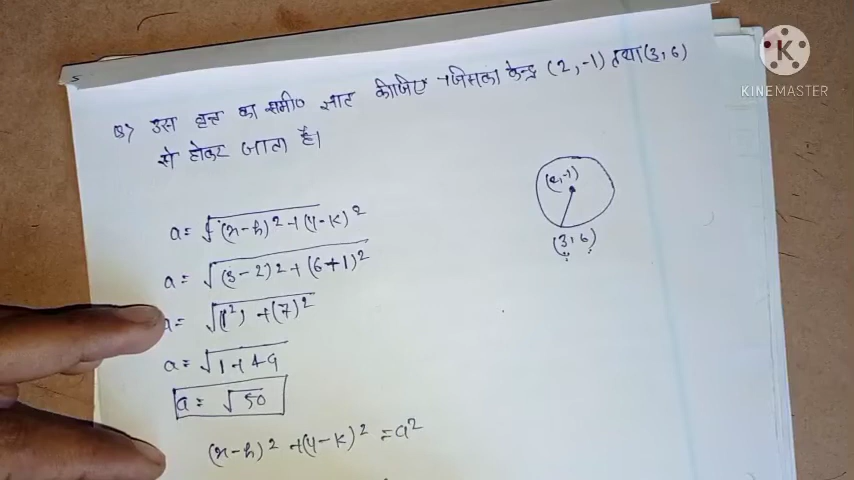 KINEMASTER
Q> उस वृत्त का समी० ज्ञात कीजिए जिसका केन्द्र (2, -1) तथा (3, 6)
से होकर जाता है।
(2, -1)
(3, 6)
a = √(x-h)² + (y-k)²
a = √(3-2)² + (6+1)²
a = √(1²) + (7)²
a = √1 + 49
a = √50
(x-h)² + (y-k)² = a²